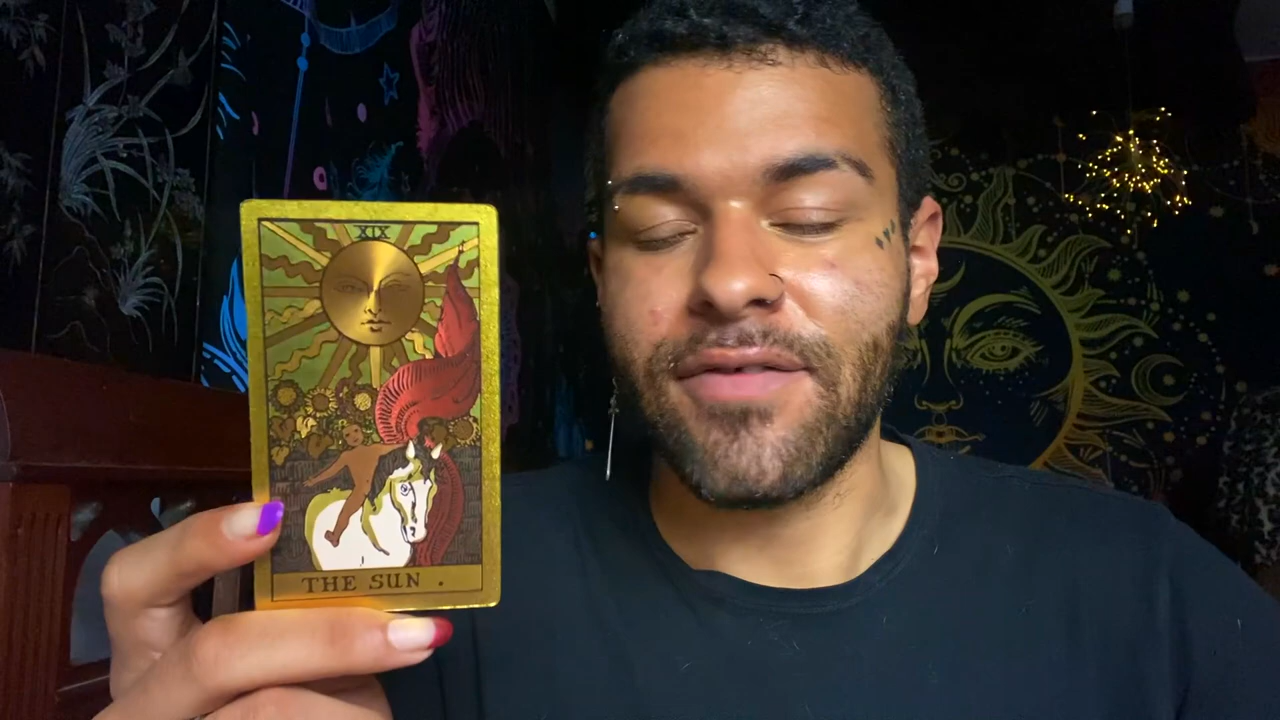 XIX
THE SUN .